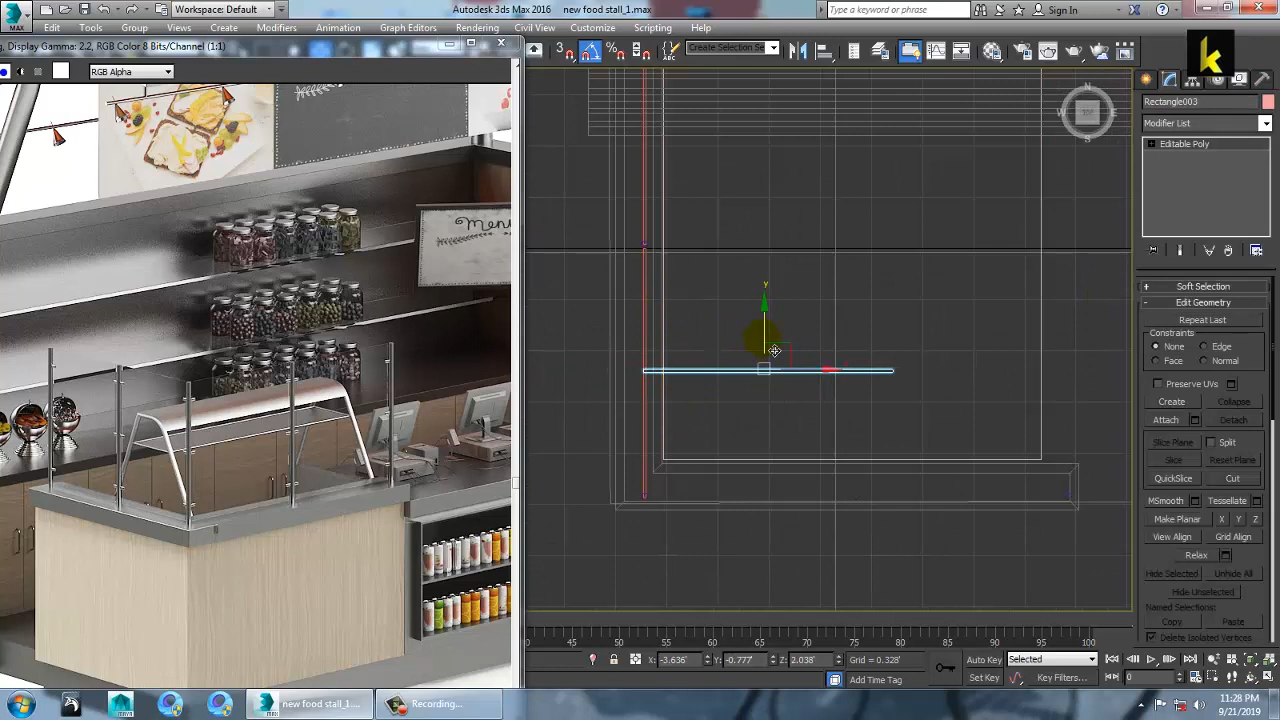 Autodesk 3ds Max 2016 new food stall_1.max
Workspace: Default
Type a keyword or phrase
Sign In
MAX
Edit Tools Group Views Create Modifiers Animation Graph Editors Rendering Civil View Customize Scripting Help
, Display Gamma: 2.2, RGB Color 8 Bits/Channel (1:1)
Create Selection Se
RGB Alpha
k
N
W
E
S
Rectangle003
Modifier List
Editable Poly
Menu
y
Soft Selection
Edit Geometry
Repeat Last
Constraints
None Edge
Face Normal
Preserve UVs
Create Collapse
Attach Detach
Slice Plane Split
Slice Reset Plane
QuickSlice Cut
MSmooth Tessellate
Make Planar X Y Z
View Align Grid Align
Relax
Hide Selected Unhide All
Hide Unselected
Named Selections:
Copy Paste
Delete Isolated Vertices
45 50 55 60 65 70 75 80 85 90 95 100
X: -3.636' Y: -0.777' Z: 2.038' Grid = 0.328'
Auto Key Selected
Add Time Tag
Set Key Key Filters...
0
new food stall_1....
Recording...
11:28 PM
9/21/2019